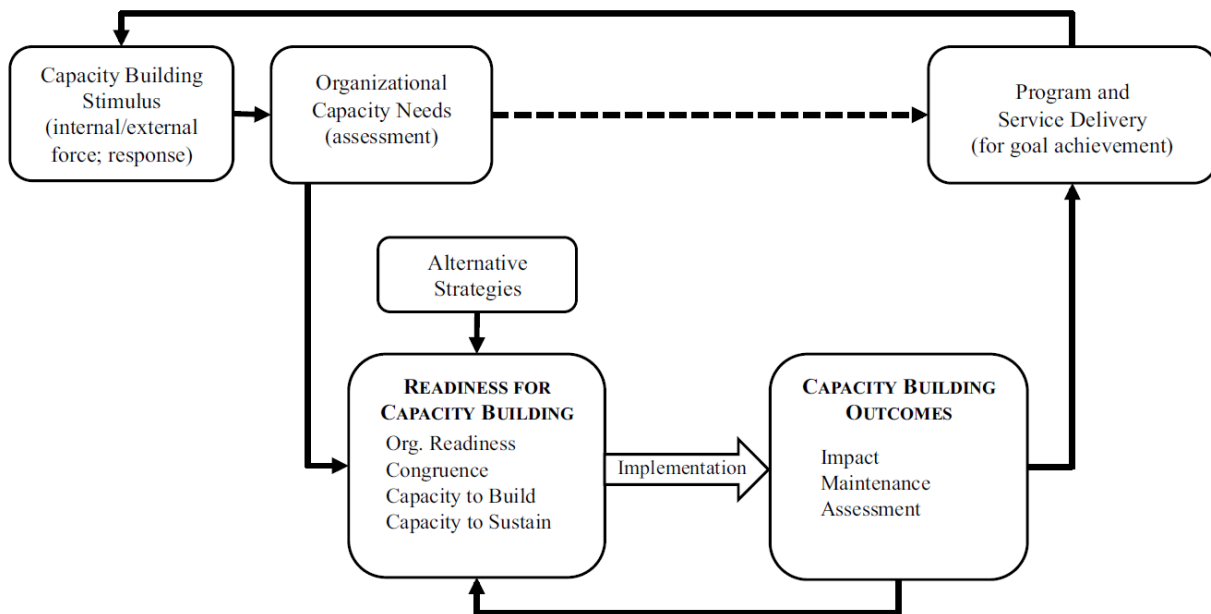 Capacity Building
Stimulus
(internal/external
force; response)
Organizational
Capacity Needs
(assessment)
Program and
Service Delivery
(for goal achievement)
Alternative
Strategies
READINESS FOR
CAPACITY BUILDING
Org. Readiness
Congruence
Capacity to Build
Capacity to Sustain
Implementation
CAPACITY BUILDING
OUTCOMES
Impact
Maintenance
Assessment